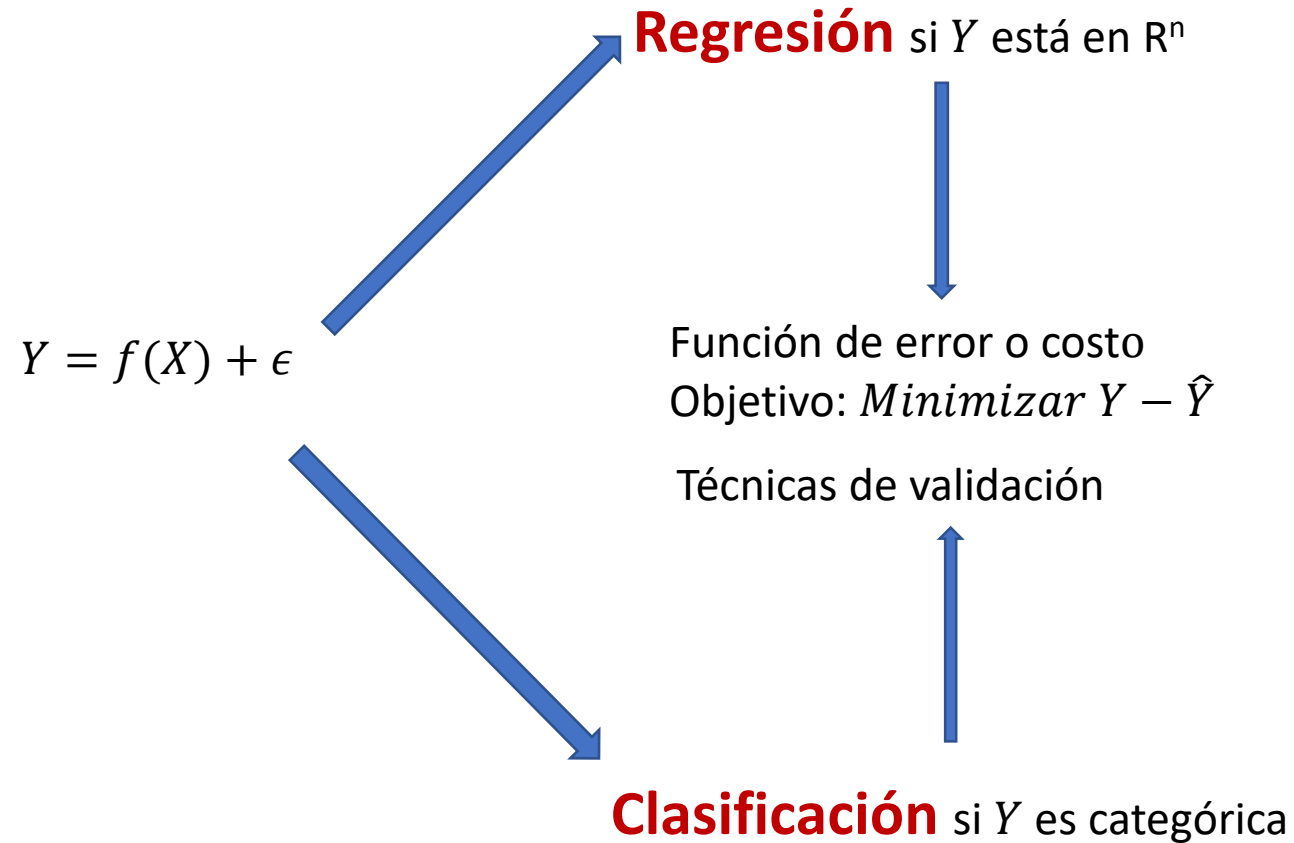 Regresión si Y está en Rⁿ
Y = f(X) + ϵ
Función de error o costo
Objetivo: Minimizar Y − Ŷ
Técnicas de validación
Clasificación si Y es categórica